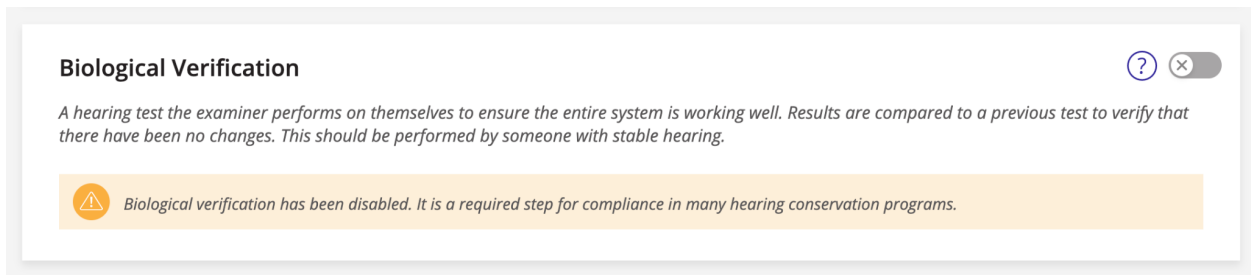 Biological Verification
?
A hearing test the examiner performs on themselves to ensure the entire system is working well. Results are compared to a previous test to verify that
there have been no changes. This should be performed by someone with stable hearing.
Biological verification has been disabled. It is a required step for compliance in many hearing conservation programs.